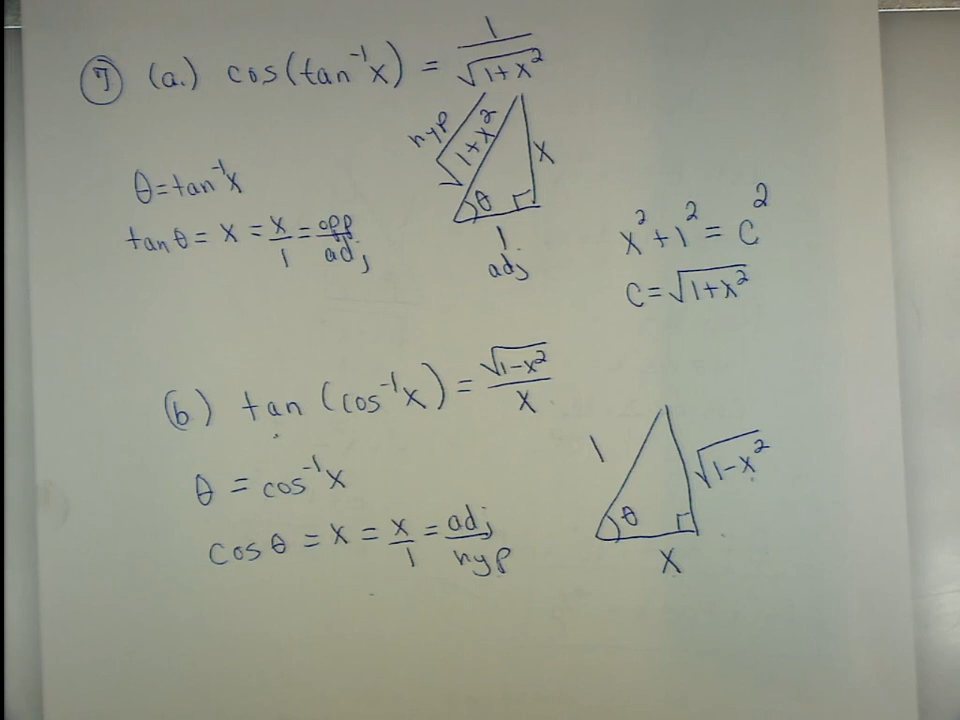 ⑦ (a.) cos(tan⁻¹x) = 1/√(1+x²)
hyp √(1+x²) x
θ
1
adj
θ = tan⁻¹x
tan θ = x = x/1 = opp/adj
x² + 1² = c²
c = √(1+x²)
(b) tan (cos⁻¹x) = √(1-x²)/x
1 √(1-x²)
θ
x
θ = cos⁻¹x
cos θ = x = x/1 = adj/hyp